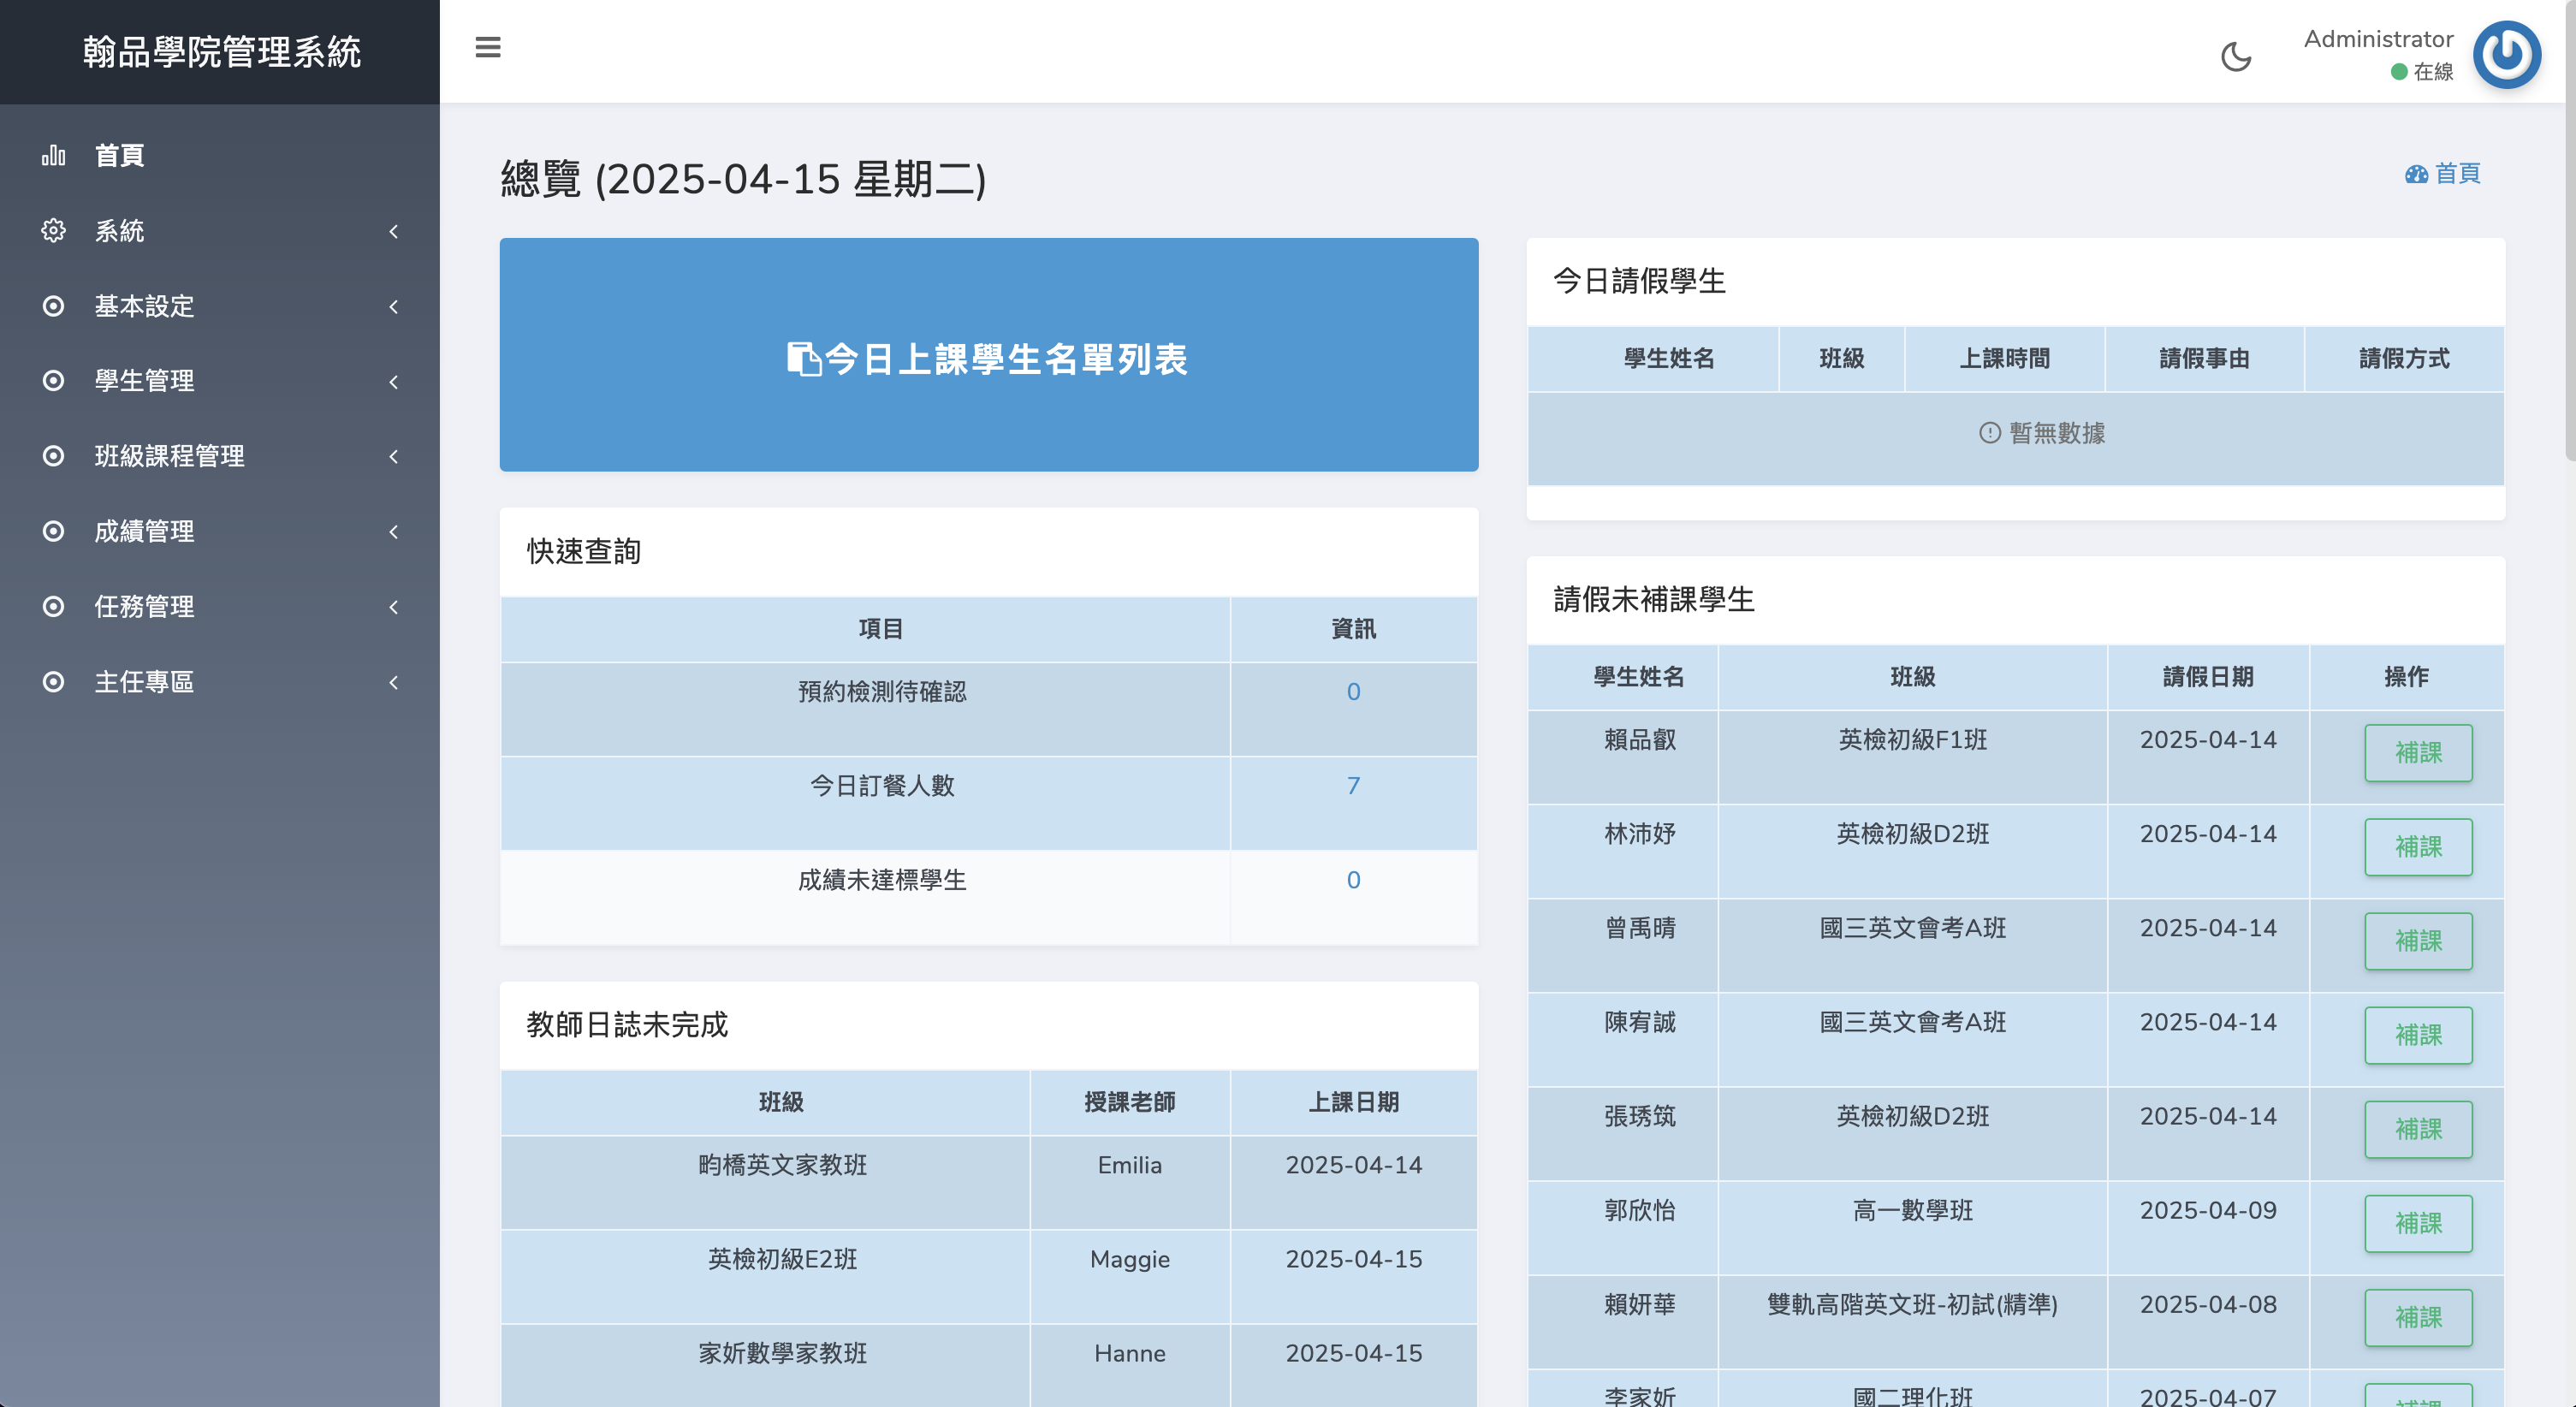 翰品學院管理系統
Administrator
在線
首頁
系統
基本設定
學生管理
班級課程管理
成績管理
任務管理
主任專區
總覽 (2025-04-15 星期二)
首頁
今日上課學生名單列表
快速查詢
項目 資訊
預約檢測待確認 0
今日訂餐人數 7
成績未達標學生 0
教師日誌未完成
班級 授課老師 上課日期
畇橋英文家教班 Emilia 2025-04-14
英檢初級E2班 Maggie 2025-04-15
家妡數學家教班 Hanne 2025-04-15
今日請假學生
學生姓名 班級 上課時間 請假事由 請假方式
暫無數據
請假未補課學生
學生姓名 班級 請假日期 操作
賴品叡 英檢初級F1班 2025-04-14 補課
林沛妤 英檢初級D2班 2025-04-14 補課
曾禹晴 國三英文會考A班 2025-04-14 補課
陳宥誠 國三英文會考A班 2025-04-14 補課
張琇筑 英檢初級D2班 2025-04-14 補課
郭欣怡 高一數學班 2025-04-09 補課
賴妍華 雙軌高階英文班-初試(精準) 2025-04-08 補課
李家妡 國二理化班 2025-04-07 補課